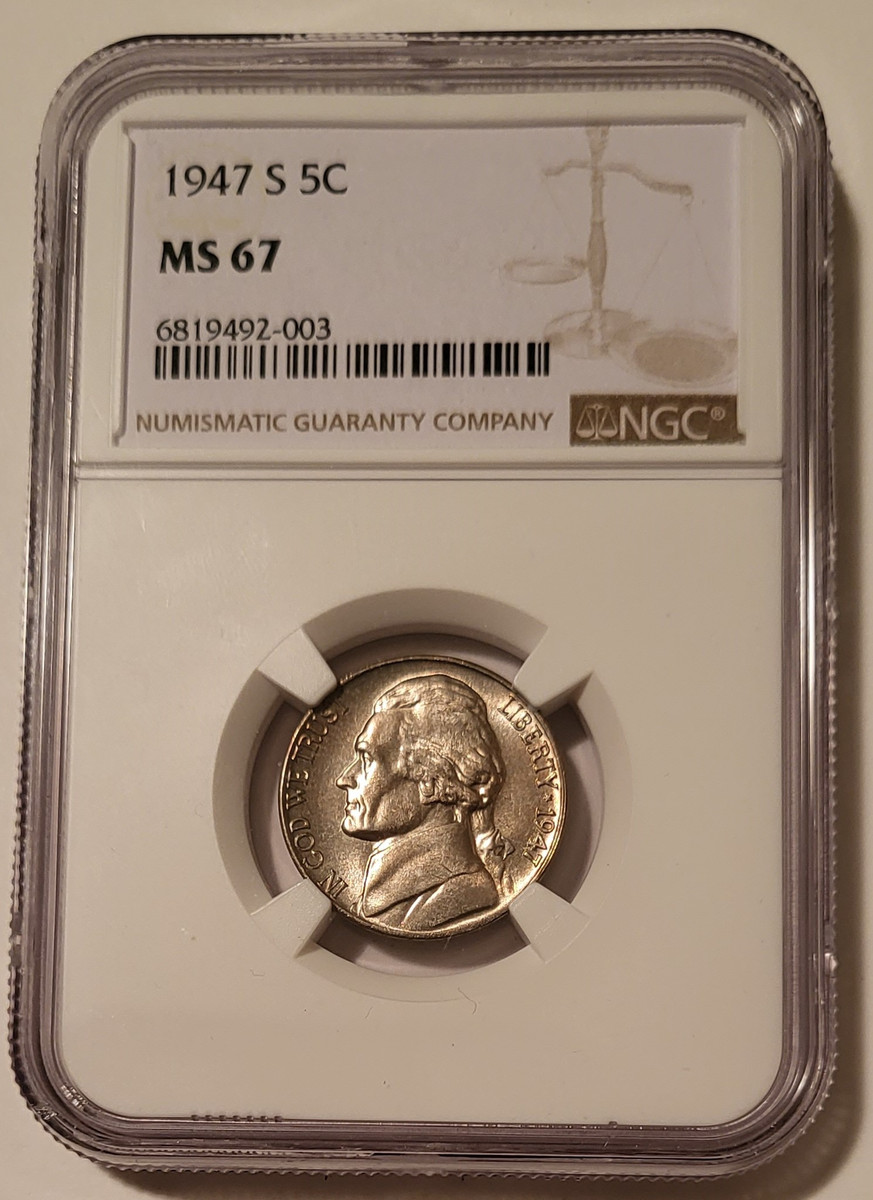 1947 S 5C
MS 67
6819492-003
NUMISMATIC GUARANTY COMPANY NGC®
IN GOD WE TRUST
LIBERTY ★ 1947